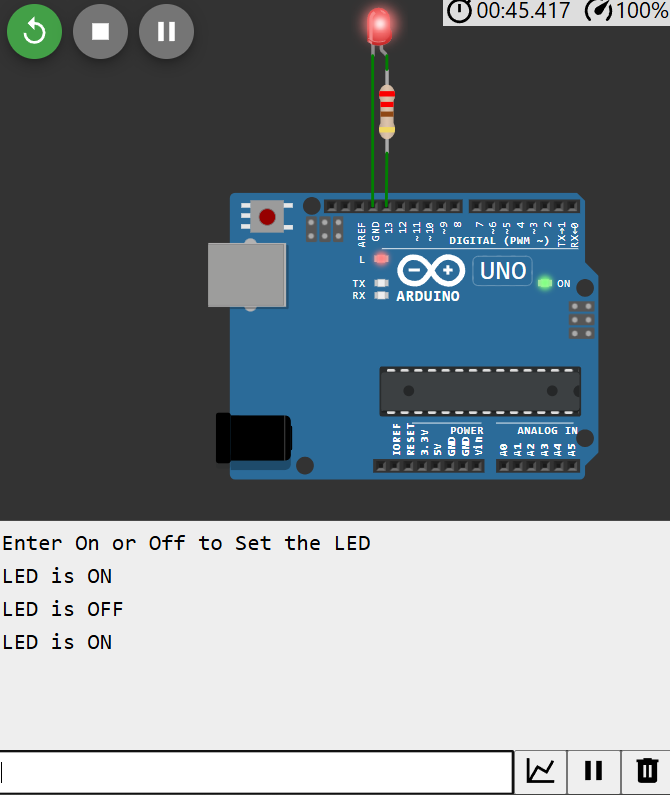 00:45.417 100%
AREF
GND
13
12
~11
~10
~9
8
7
~6
~5
4
~3
2
TX→1
RX←0
DIGITAL (PWM ~)
L
TX
RX
UNO
ON
ARDUINO
POWER
ANALOG IN
IOREF
RESET
3.3V
5V
GND
GND
Vin
A0
A1
A2
A3
A4
A5
Enter On or Off to Set the LED
LED is ON
LED is OFF
LED is ON